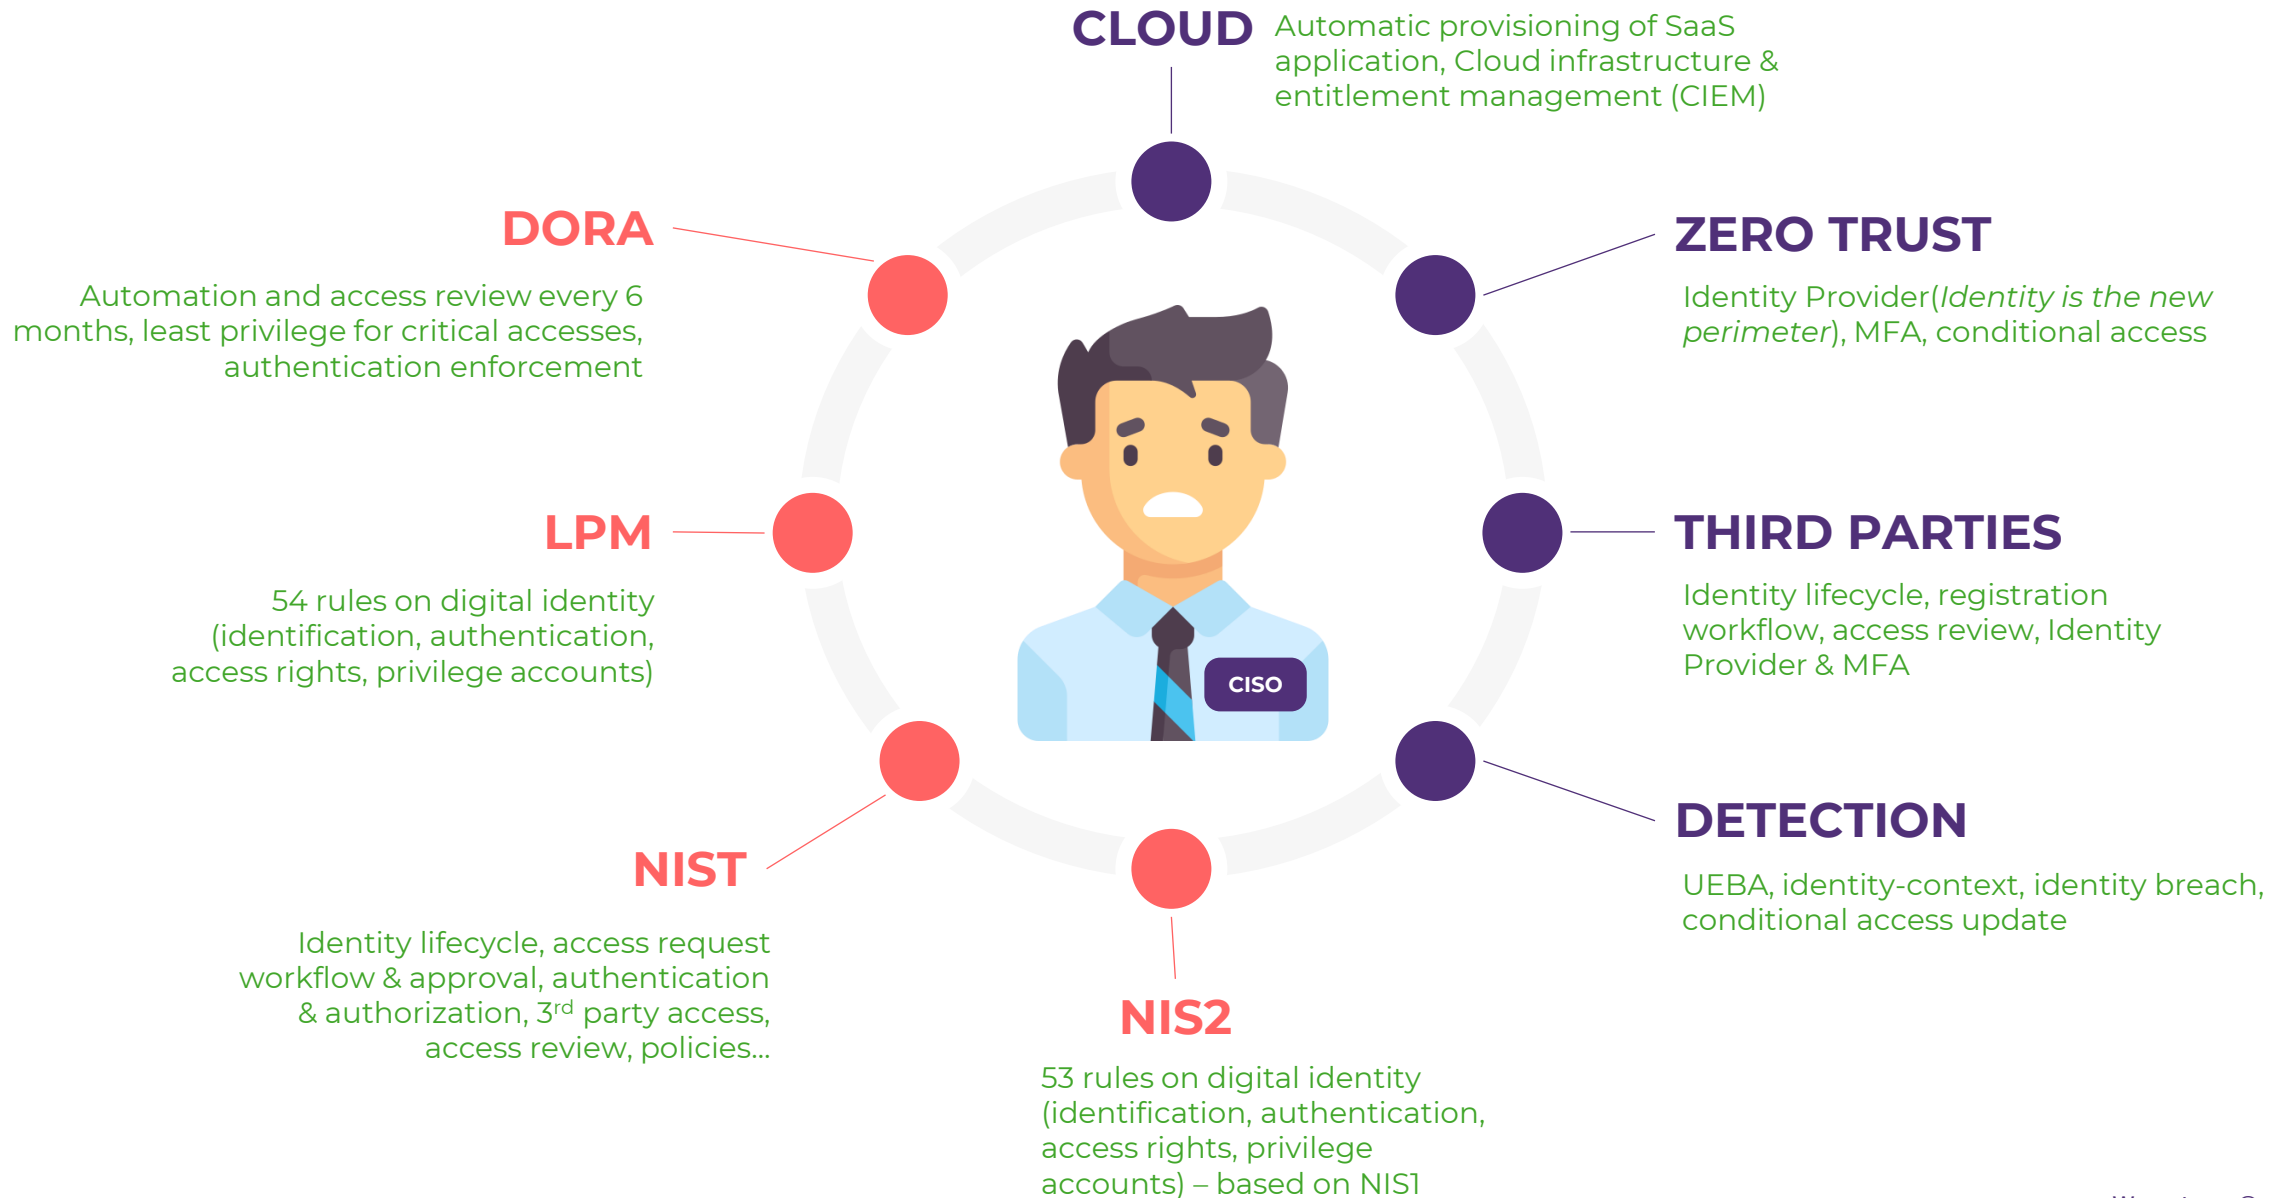 CLOUD
Automatic provisioning of SaaS
application, Cloud infrastructure &
entitlement management (CIEM)
DORA
Automation and access review every 6
months, least privilege for critical accesses,
authentication enforcement
ZERO TRUST
Identity Provider(Identity is the new
perimeter), MFA, conditional access
LPM
54 rules on digital identity
(identification, authentication,
access rights, privilege accounts)
THIRD PARTIES
Identity lifecycle, registration
workflow, access review, Identity
Provider & MFA
CISO
NIST
Identity lifecycle, access request
workflow & approval, authentication
& authorization, 3rd party access,
access review, policies...
DETECTION
UEBA, identity-context, identity breach,
conditional access update
NIS2
53 rules on digital identity
(identification, authentication,
access rights, privilege
accounts) – based on NIS1